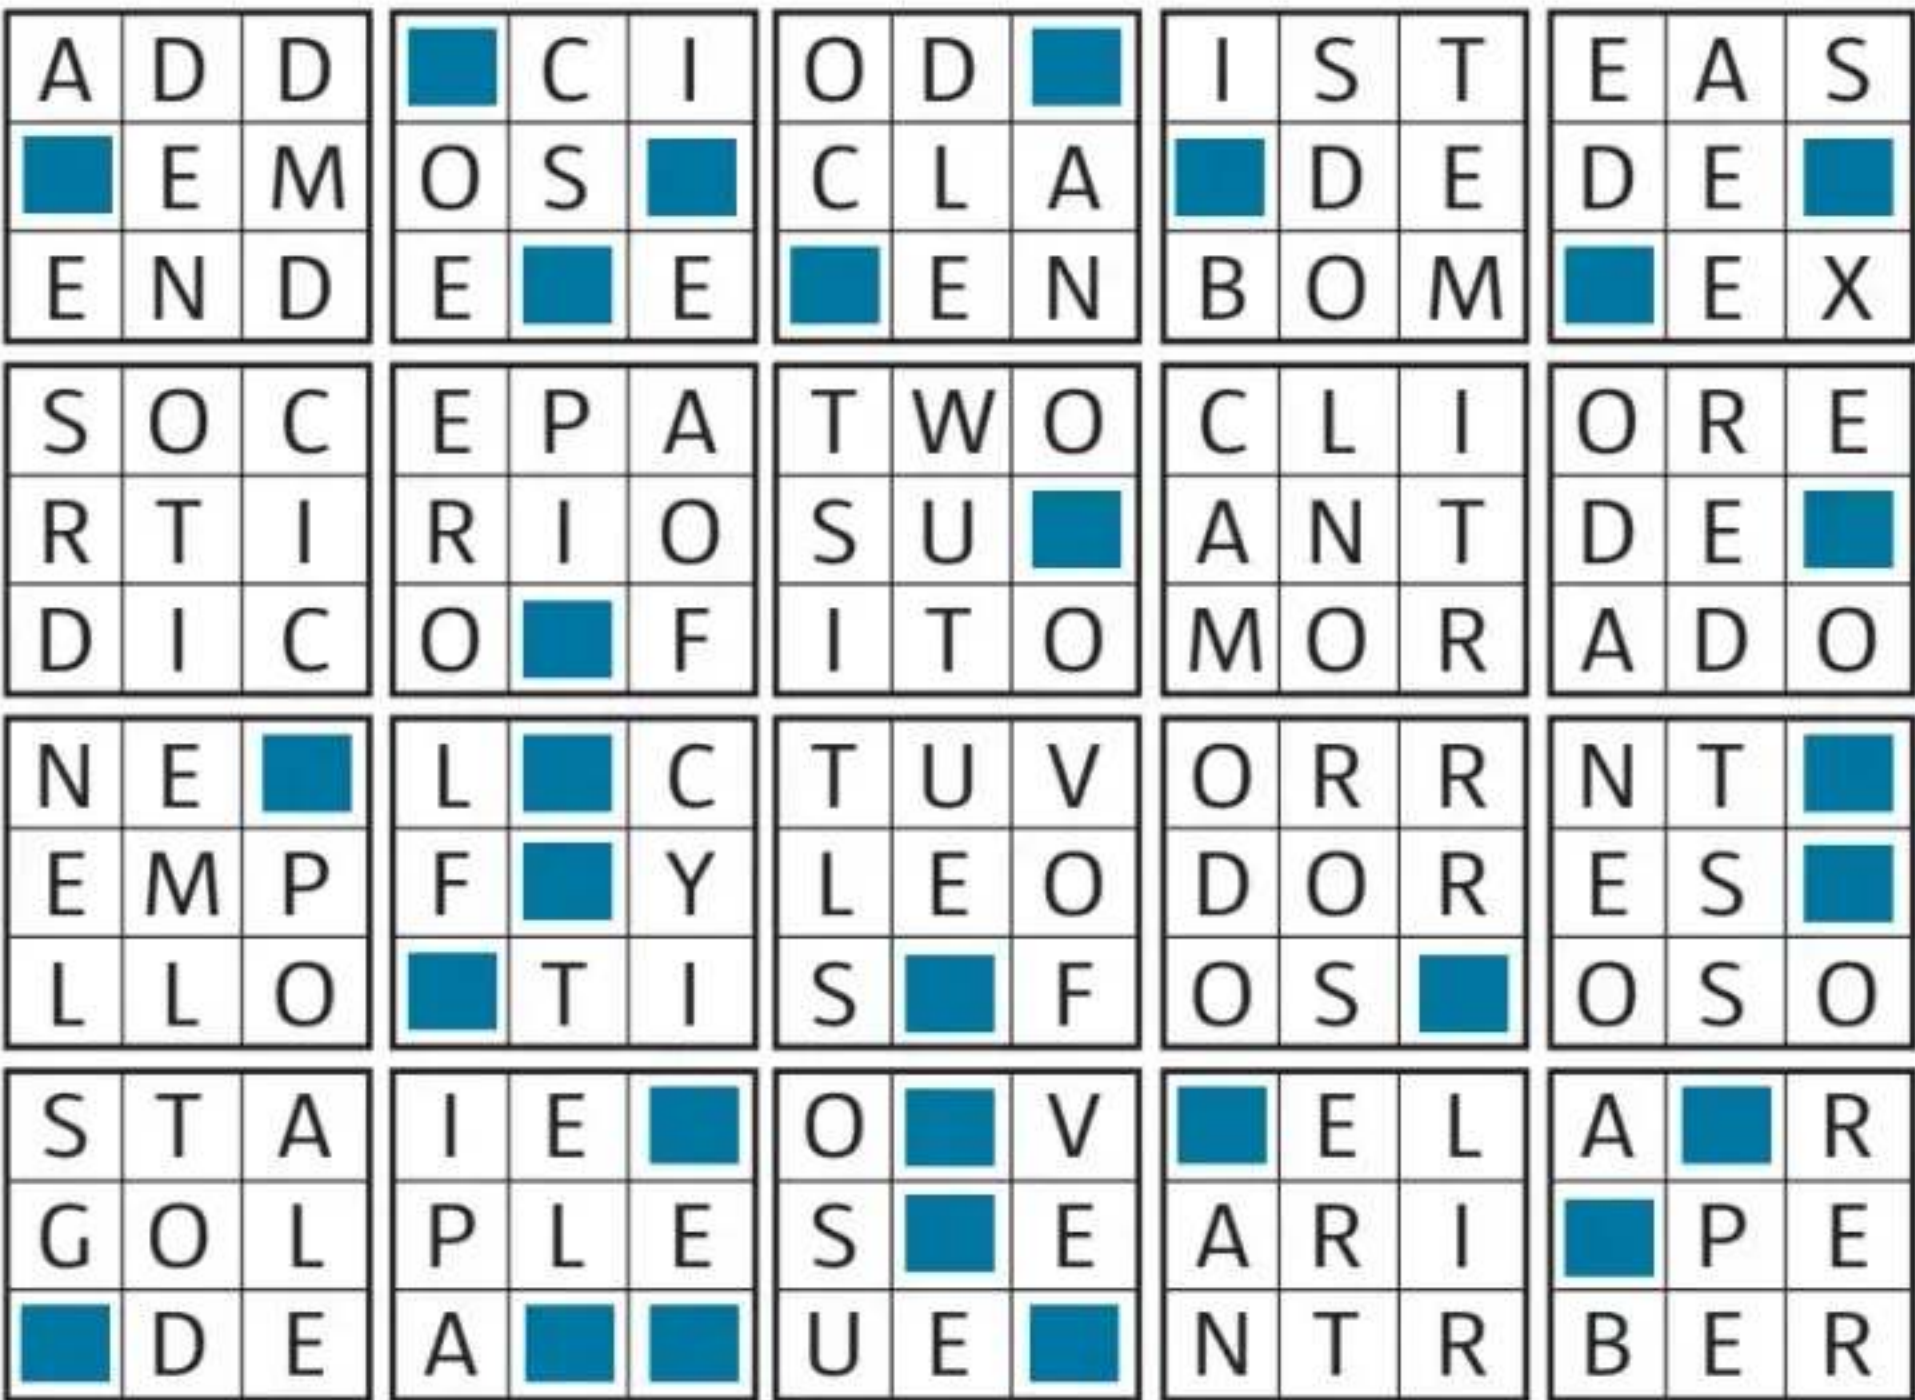 ADD CI OD IST EAS
EM OS CLA DE DE
END E E EN BOM EX
SOC EPA TWO CLI ORE
RTI RIO SU ANT DE
DIC O F ITO MOR ADO
NE L C TUV ORR NT
EMP F Y LEO DOR ES
LLO TI S F OS OSO
STA IE O V EL A R
GOL PLE S E ARI PE
DE A UE NTR BER